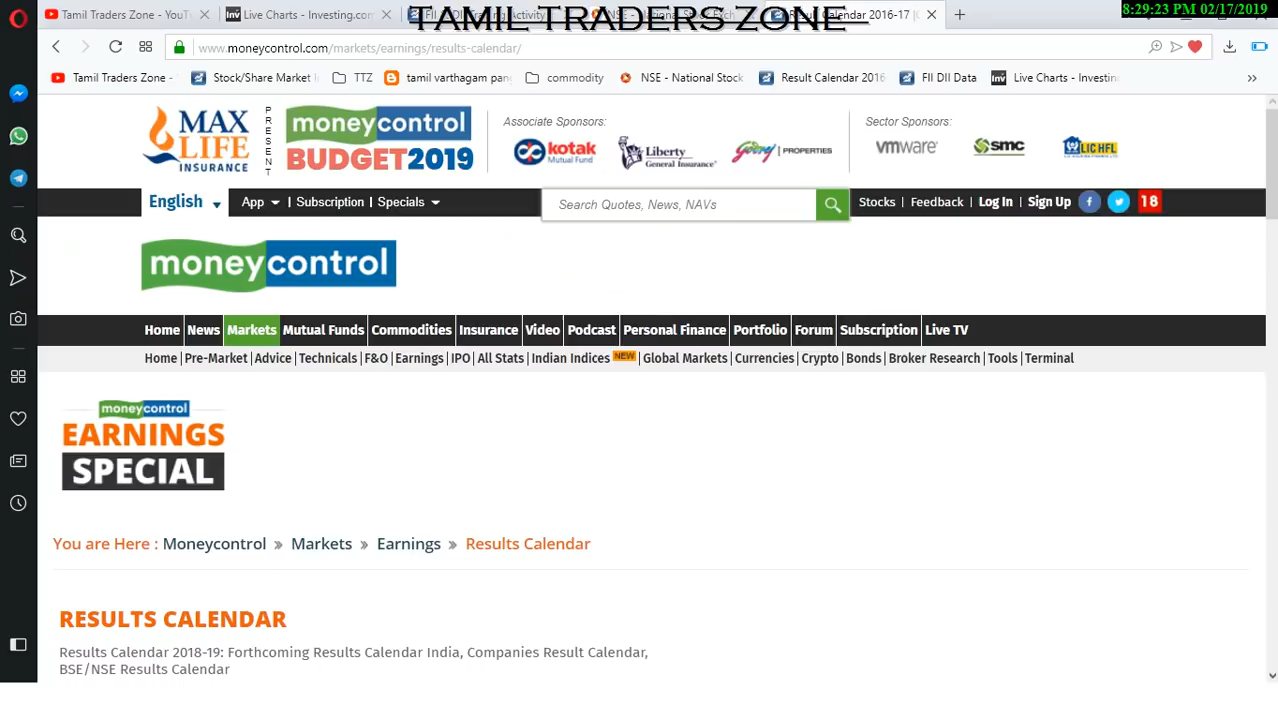 TAMIL TRADERS ZONE
8:29:23 PM 02/17/2019
Tamil Traders Zone - YouT
Live Charts - Investing.com
Result Calendar 2016-17 |
www.moneycontrol.com/markets/earnings/results-calendar/
Tamil Traders Zone -
Stock/Share Market I
TTZ
tamil varthagam pan
commodity
NSE - National Stock
Result Calendar 2016
FII DII Data
Live Charts - Investin
MAX
LIFE
INSURANCE
PRESENT
moneycontrol
BUDGET2019
Associate Sponsors:
kotak
Mutual Fund
Liberty
General Insurance
Godrej | PROPERTIES
Sector Sponsors:
vmware
smc
LIC HFL
English
App | Subscription | Specials
Search Quotes, News, NAVs
Stocks | Feedback | Log In | Sign Up
18
moneycontrol
Home News Markets Mutual Funds Commodities Insurance Video Podcast Personal Finance Portfolio Forum Subscription Live TV
Home | Pre-Market | Advice | Technicals | F&O | Earnings | IPO | All Stats | Indian Indices NEW | Global Markets | Currencies | Crypto | Bonds | Broker Research | Tools | Terminal
moneycontrol
EARNINGS
SPECIAL
You are Here : Moneycontrol » Markets » Earnings » Results Calendar
RESULTS CALENDAR
Results Calendar 2018-19: Forthcoming Results Calendar India, Companies Result Calendar,
BSE/NSE Results Calendar